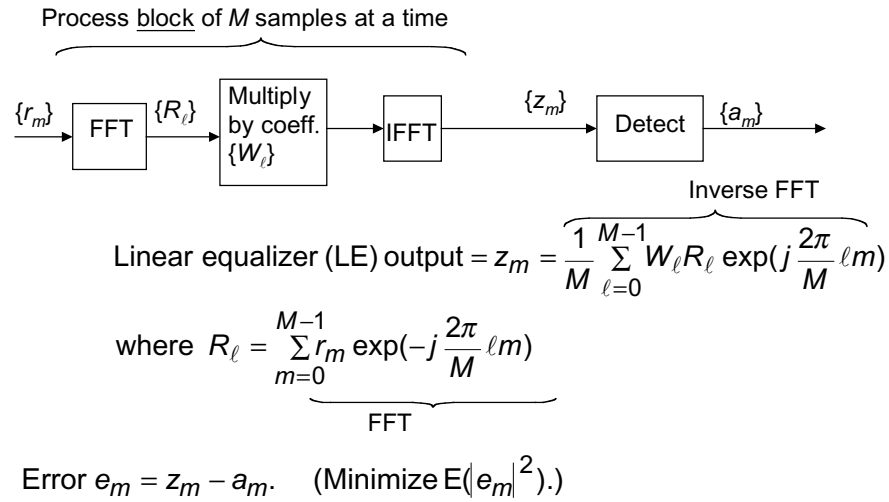 Process block of M samples at a time
{r_m}
FFT
{R_ℓ}
Multiply
by coeff.
{W_ℓ}
IFFT
{z_m}
Detect
{a_m}
Inverse FFT
Linear equalizer (LE) output = z_m = 1/M ∑_{ℓ=0}^{M−1} W_ℓ R_ℓ exp(j 2π/M ℓm)
where R_ℓ = ∑_{m=0}^{M−1} r_m exp(−j 2π/M ℓm)
FFT
Error e_m = z_m − a_m. (Minimize E(|e_m|^2).)